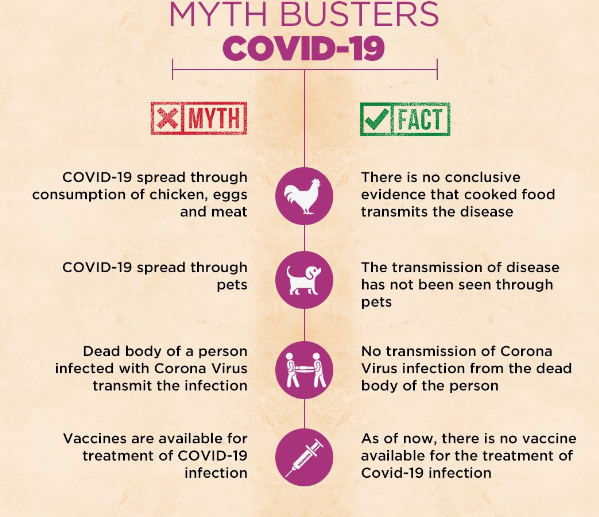 MYTH BUSTERS
COVID-19
MYTH
FACT
COVID-19 spread through
consumption of chicken, eggs
and meat
There is no conclusive
evidence that cooked food
transmits the disease
COVID-19 spread through
pets
The transmission of disease
has not been seen through
pets
Dead body of a person
infected with Corona Virus
transmit the infection
No transmission of Corona
Virus infection from the dead
body of the person
Vaccines are available for
treatment of COVID-19
infection
As of now, there is no vaccine
available for the treatment of
Covid-19 infection